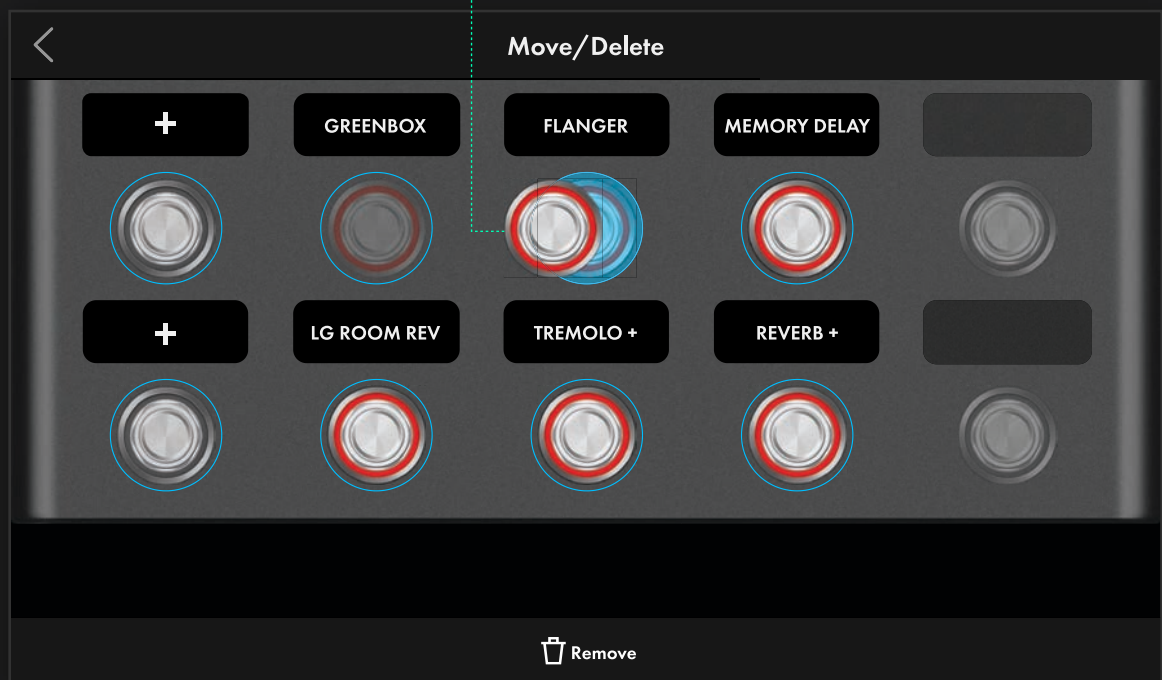 Move/Delete
+
GREENBOX
FLANGER
MEMORY DELAY
+
LG ROOM REV
TREMOLO +
REVERB +
Remove